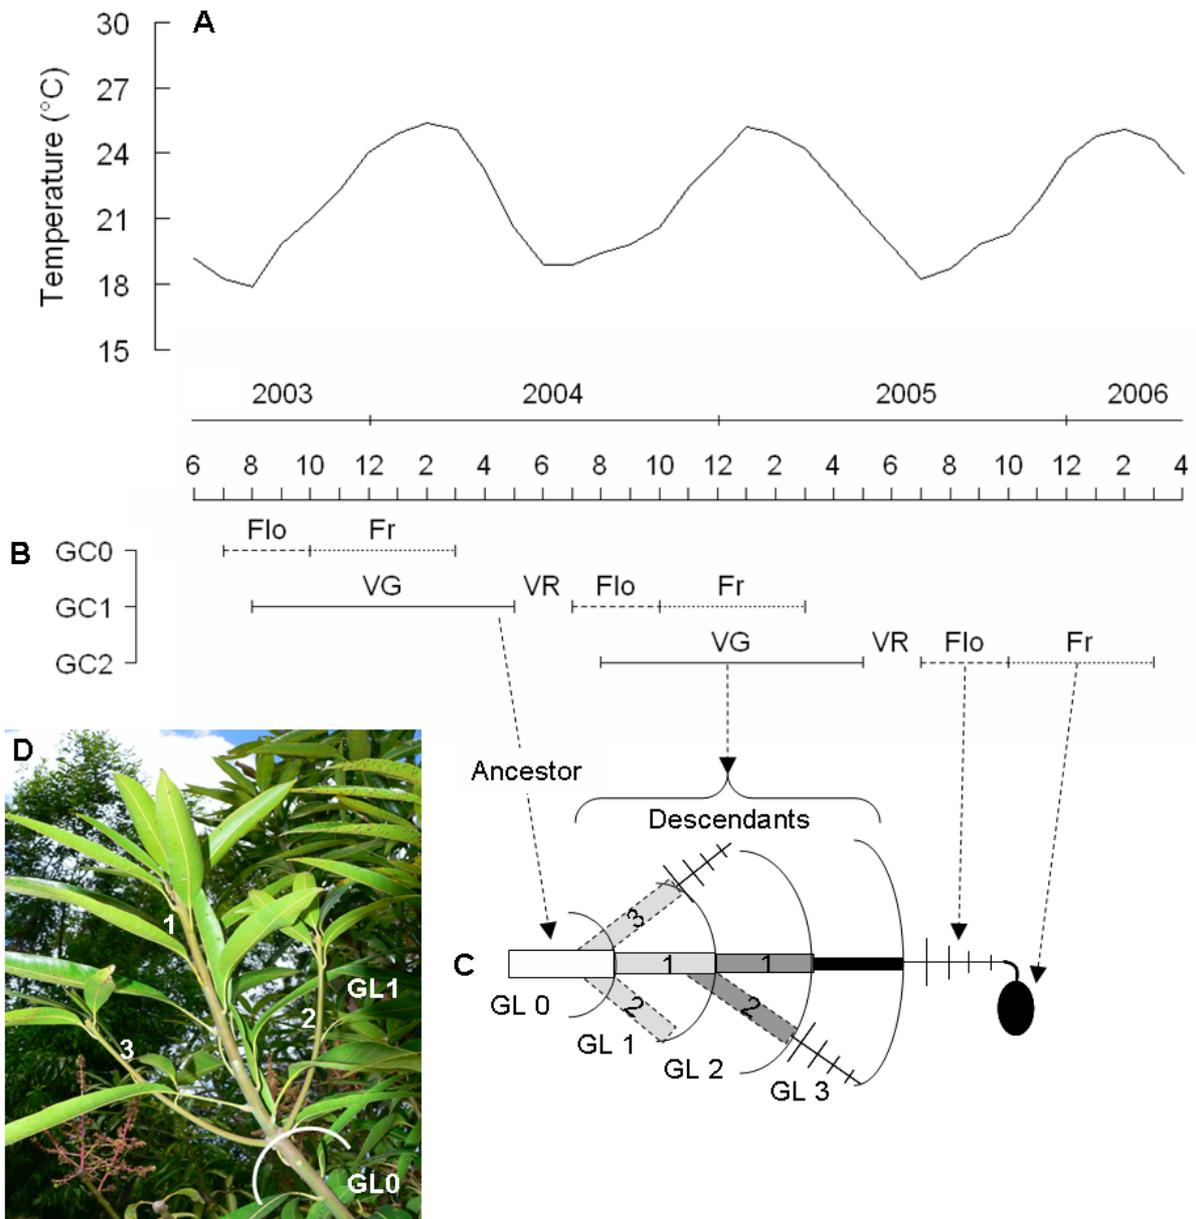 A
30
27
24
21
18
15
Temperature (°C)
2003 2004 2005 2006
6 8 10 12 2 4 6 8 10 12 2 4 6 8 10 12 2 4
B
Flo Fr
GC0
VG VR Flo Fr
GC1
VG VR Flo Fr
GC2
D
Ancestor
Descendants
1
GL1
2
3
GL0
C
3
1 1
2 2
GL 0
GL 1
GL 2
GL 3